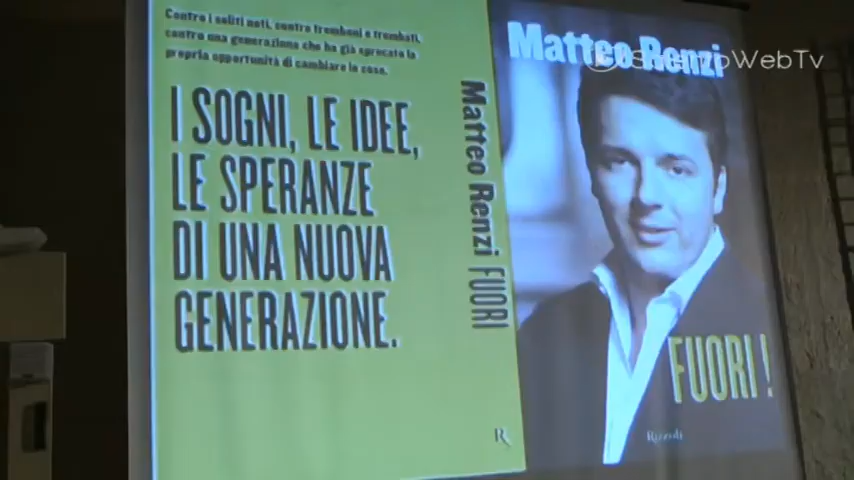 Contro i soliti noti, contro tromboni e trombati,
contro una generazione che ha già sprecato la
propria opportunità di cambiare le cose.
I SOGNI, LE IDEE,
LE SPERANZE
DI UNA NUOVA
GENERAZIONE.
R
Matteo Renzi FUORI
Matteo Renzi
WebTv
FUORI!
Rizzoli